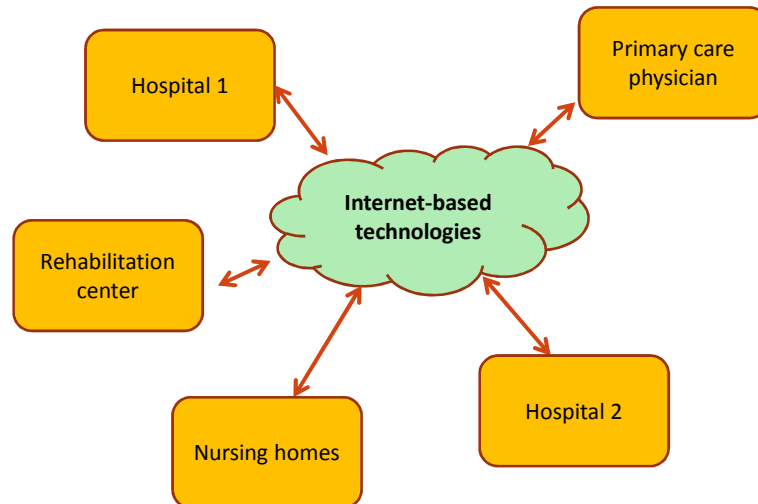 Hospital 1
Primary care
physician
Internet-based
technologies
Rehabilitation
center
Hospital 2
Nursing homes